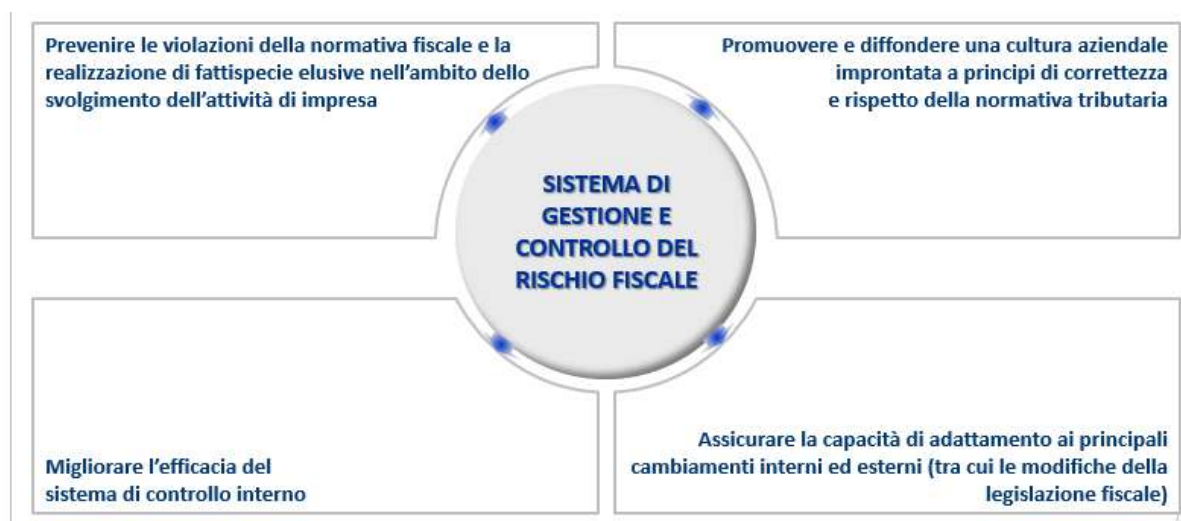 Prevenire le violazioni della normativa fiscale e la
realizzazione di fattispecie elusive nell’ambito dello
svolgimento dell’attività di impresa
Promuovere e diffondere una cultura aziendale
improntata a principi di correttezza
e rispetto della normativa tributaria
SISTEMA DI
GESTIONE E
CONTROLLO DEL
RISCHIO FISCALE
Migliorare l’efficacia del
sistema di controllo interno
Assicurare la capacità di adattamento ai principali
cambiamenti interni ed esterni (tra cui le modifiche della
legislazione fiscale)